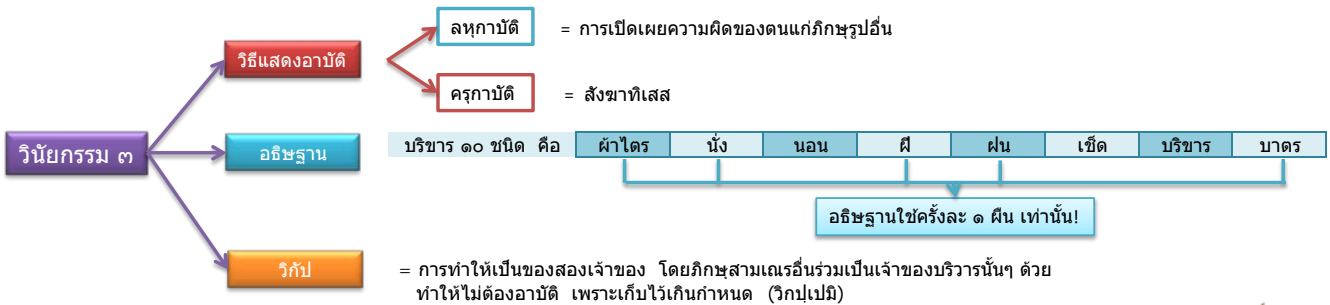 ลหุกาบัติ = การเปิดเผยความผิดของตนแก่ภิกษุรูปอื่น
วิธีแสดงอาบัติ
ครุกาบัติ = สังฆาทิเสส
วินัยกรรม ๓
อธิษฐาน
บริขาร ๑๐ ชนิด คือ ผ้าไตร นั่ง นอน ฝี ฝน เช็ด บริขาร บาตร
อธิษฐานใช้ครั้งละ ๑ ผืน เท่านั้น!
วิกัป
= การทำให้เป็นของสองเจ้าของ โดยภิกษุสามเณรอื่นร่วมเป็นเจ้าของบริวารนั้นๆ ด้วย
ทำให้ไม่ต้องอาบัติ เพราะเก็บไว้เกินกำหนด (วิกปฺเปมิ)